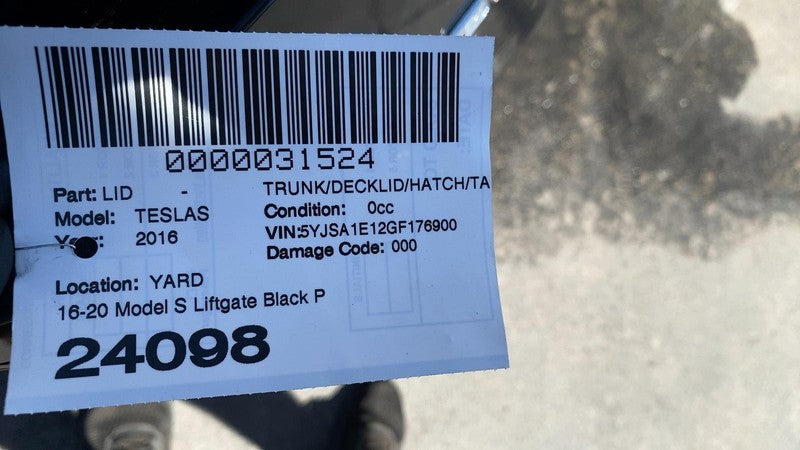 0000031524
Part: LID - TRUNK/DECKLID/HATCH/TA
Model: TESLAS Condition: 0cc
2016 VIN:5YJSA1E12GF176900
Damage Code: 000
Location: YARD
16-20 Model S Liftgate Black P
24098